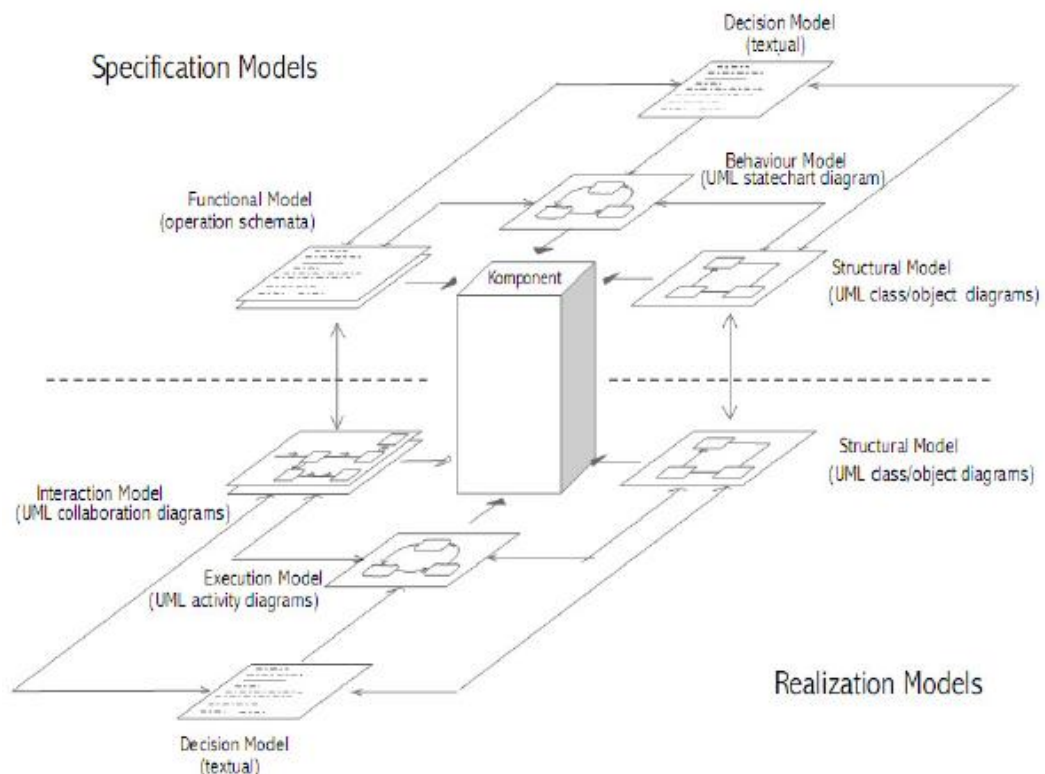 Decision Model
(textual)
Specification Models
Behaviour Model
(UML statechart diagram)
Functional Model
(operation schemata)
Komponent
Structural Model
(UML class/object diagrams)
Structural Model
(UML class/object diagrams)
Interaction Model
(UML collaboration diagrams)
Execution Model
(UML activity diagrams)
Realization Models
Decision Model
(textual)